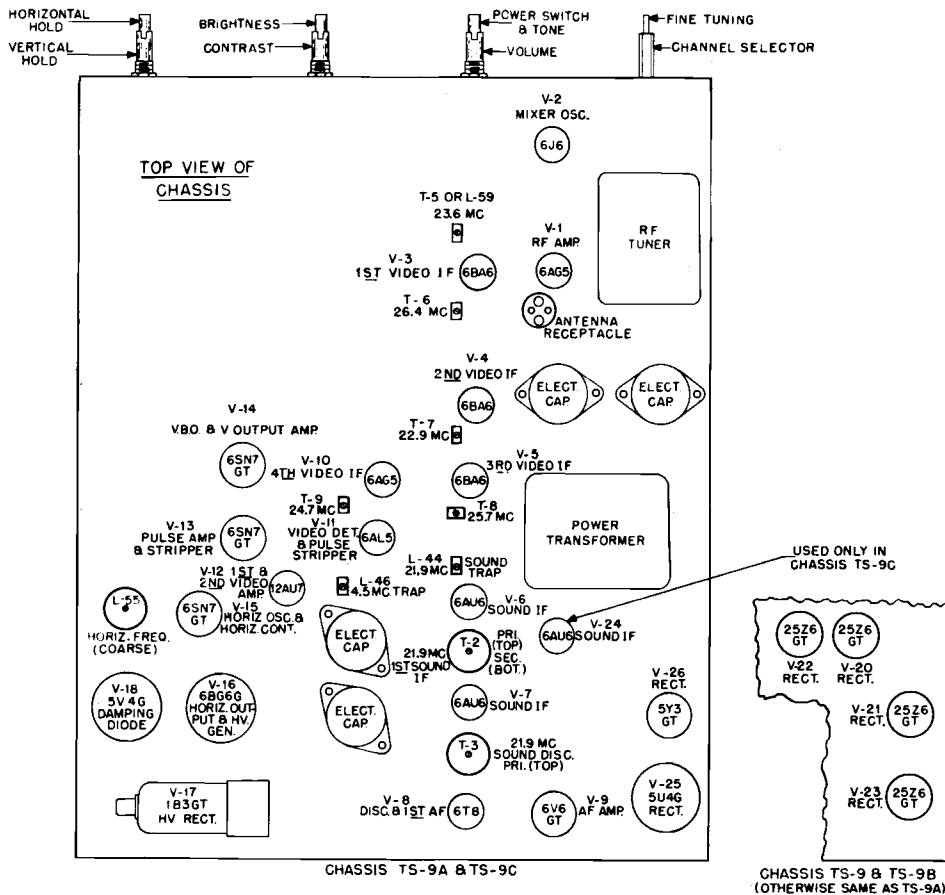 HORIZONTAL
HOLD
VERTICAL
HOLD
BRIGHTNESS
CONTRAST
POWER SWITCH
& TONE
VOLUME
FINE TUNING
CHANNEL SELECTOR
TOP VIEW OF
CHASSIS
V-2
MIXER OSC.
6J6
T-5 OR L-59
23.6 MC
V-1
RF AMP.
6AG5
RF
TUNER
V-3
1ST VIDEO IF
6BA6
T-6
26.4 MC
ANTENNA
RECEPTACLE
V-4
2ND VIDEO IF
6BA6
ELECT.
CAP.
ELECT.
CAP.
T-7
22.9 MC
V-14
V.B.O. & V OUTPUT AMP.
6SN7
GT
V-10
4TH VIDEO IF
6AG5
V-5
3RD VIDEO IF
6BA6
T-9
24.7 MC
T-8
25.7 MC
POWER
TRANSFORMER
V-13
PULSE AMP
& STRIPPER
6SN7
GT
V-11
VIDEO DET.
& PULSE
STRIPPER
6AL5
L-44
21.9 MC
SOUND
TRAP
V-12 1ST &
2ND VIDEO
AMP.
12AU7
L-46
4.5 MC. TRAP
V-6
SOUND IF
6AU6
USED ONLY IN
CHASSIS TS-9C
L-55
HORIZ. FREQ.
(COARSE)
6SN7
GT
V-15
HORIZ OSC. &
HORIZ. CONT.
ELECT
CAP
21.9 MC
1ST SOUND
IF
T-2
PRI.
(TOP)
SEC.
(BOT.)
V-24
6AU6 SOUND IF
V-18
5V4G
DAMPING
DIODE
V-16
6BG6G
HORIZ. OUT-
PUT & HV.
GEN.
ELECT.
CAP.
V-7
6AU6 SOUND IF
V-26
RECT.
5Y3
GT
T-3
21.9 MC
SOUND DISC.
PRI. (TOP)
V-17
1B3GT
HV RECT.
V-8
DISC. & 1ST AF
6T8
6V6
GT
V-9
AF AMP.
V-25
5U4G
RECT.
CHASSIS TS-9A & TS-9C
25Z6
GT
V-22
RECT.
25Z6
GT
V-20
RECT.
V-21
RECT.
25Z6
GT
V-23
RECT.
25Z6
GT
CHASSIS TS-9 & TS-9B
(OTHERWISE SAME AS TS-9A)